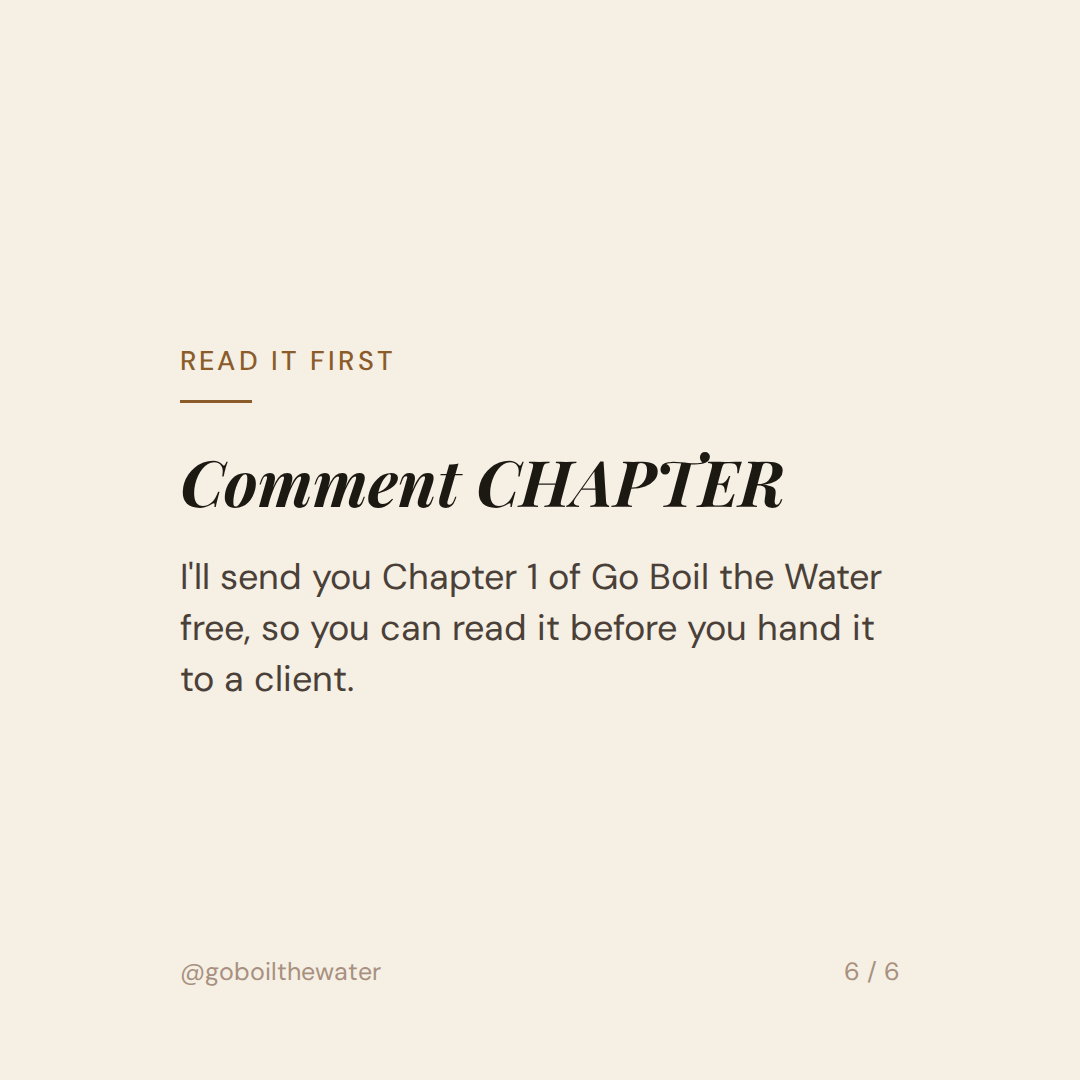 READ IT FIRST
Comment CHAPTER
I'll send you Chapter 1 of Go Boil the Water
free, so you can read it before you hand it
to a client.
@goboilthewater
6 / 6